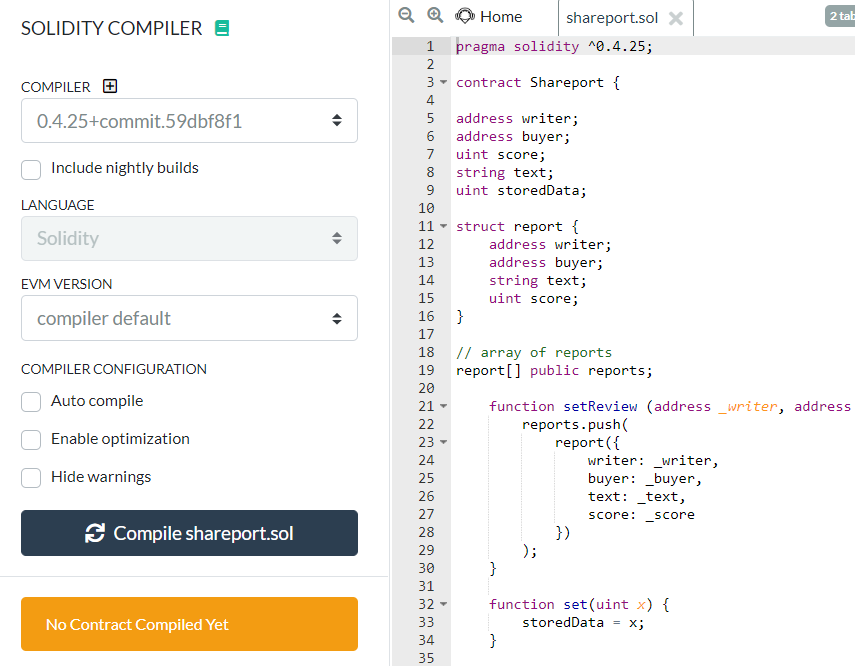 SOLIDITY COMPILER
COMPILER
0.4.25+commit.59dbf8f1
Include nightly builds
LANGUAGE
Solidity
EVM VERSION
compiler default
COMPILER CONFIGURATION
Auto compile
Enable optimization
Hide warnings
Compile shareport.sol
No Contract Compiled Yet
Home
shareport.sol
2 tab
1 pragma solidity ^0.4.25;
2
3 contract Shareport {
4
5 address writer;
6 address buyer;
7 uint score;
8 string text;
9 uint storedData;
10
11 struct report {
12 address writer;
13 address buyer;
14 string text;
15 uint score;
16 }
17
18 // array of reports
19 report[] public reports;
20
21 function setReview (address _writer, address
22 reports.push(
23 report({
24 writer: _writer,
25 buyer: _buyer,
26 text: _text,
27 score: _score
28 })
29 );
30 }
31
32 function set(uint x) {
33 storedData = x;
34 }
35